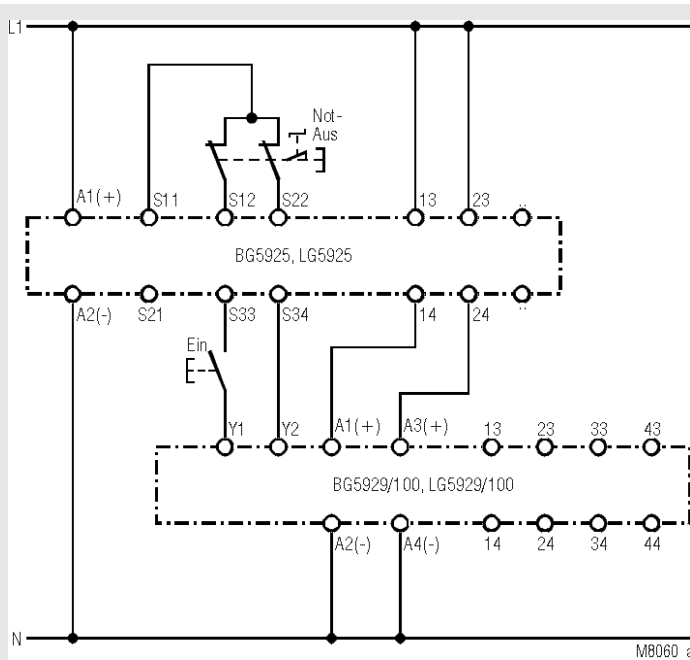 L1
Not-
Aus
A1(+) S11 S12 S22 13 23 ..
BG5925, LG5925
A2(-) S21 S33 S34 14 24 ..
Ein
Y1 Y2 A1(+) A3(+) 13 23 33 43
BG5929/100, LG5929/100
A2(-) A4(-) 14 24 34 44
N
M8060 a